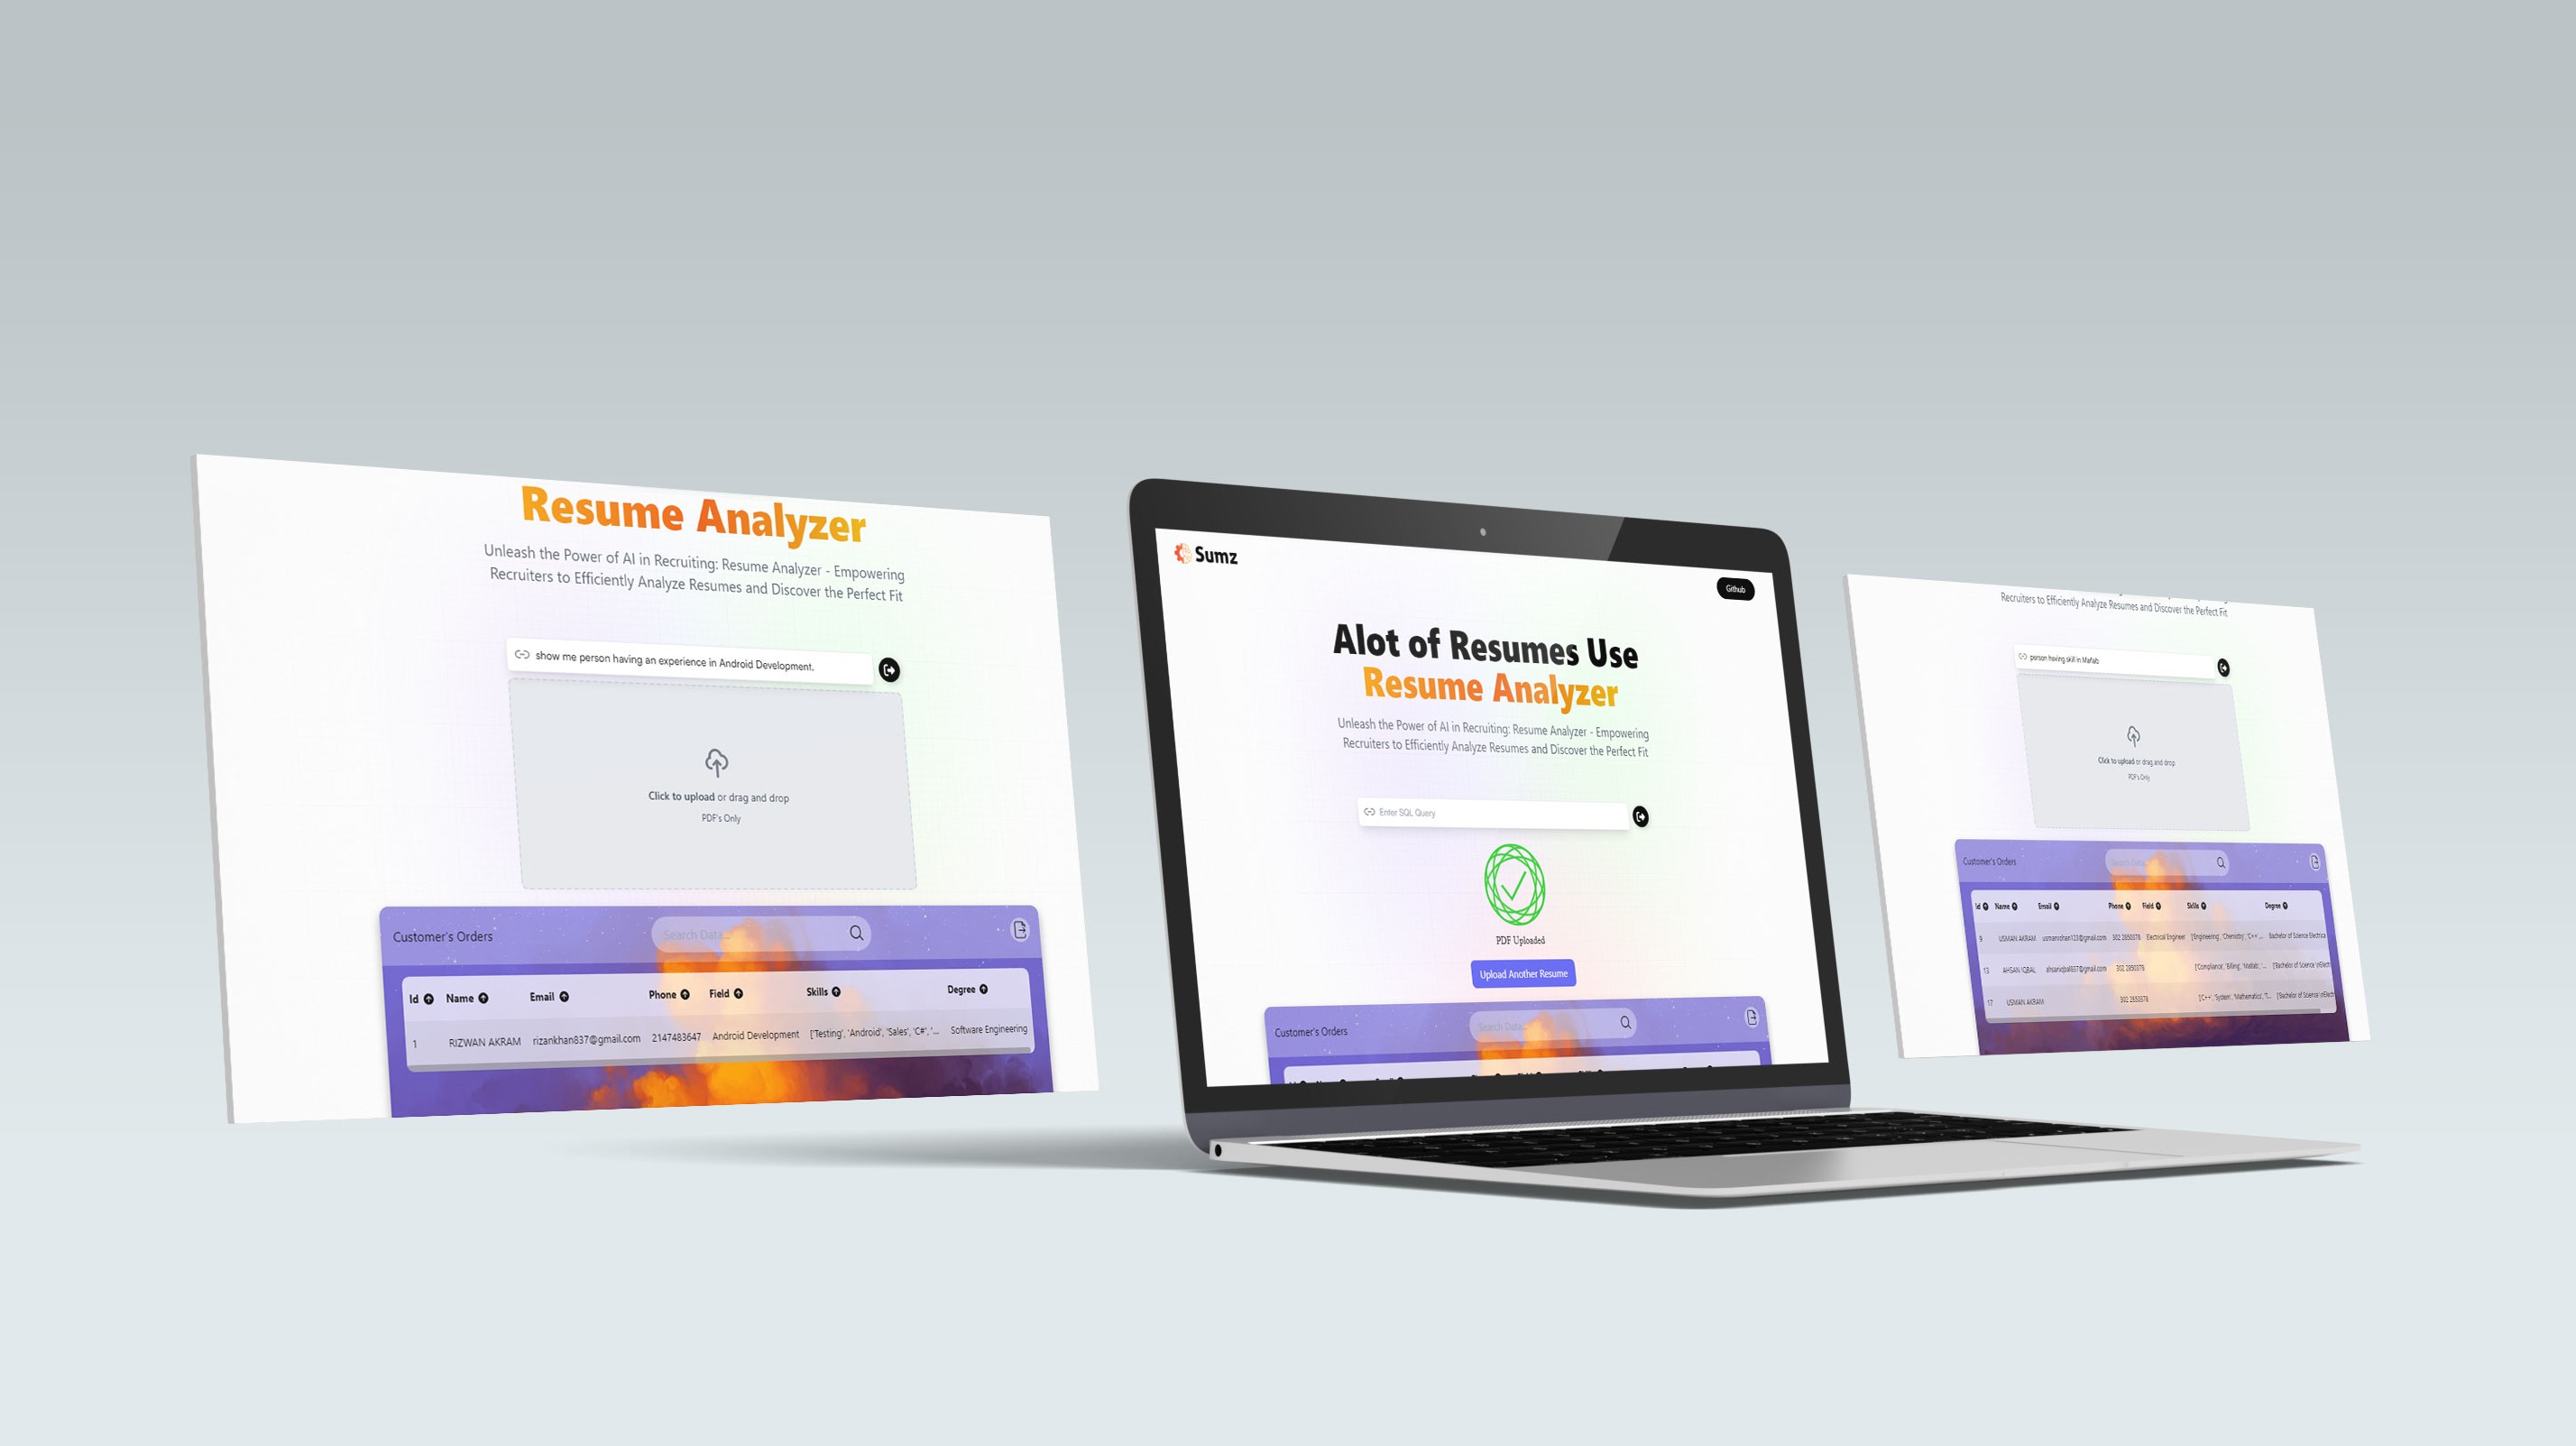 Resume Analyzer
Unleash the Power of AI in Recruiting: Resume Analyzer - Empowering
Recruiters to Efficiently Analyze Resumes and Discover the Perfect Fit
show me person having an experience in Android Development.
Click to upload or drag and drop
PDF's Only
Customer's Orders
Search Data...
Id Name Email Phone Field Skills Degree
1 RIZWAN AKRAM rizankhan837@gmail.com 2147483647 Android Development ['Testing', 'Android', 'Sales', 'C#', '... Software Engineering
Sumz
Github
Alot of Resumes Use
Resume Analyzer
Unleash the Power of AI in Recruiting: Resume Analyzer - Empowering
Recruiters to Efficiently Analyze Resumes and Discover the Perfect Fit
Enter SQL Query
PDF Uploaded
Upload Another Resume
Customer's Orders
Search Data...
Recruiters to Efficiently Analyze Resumes and Discover the Perfect Fit
person having skill in Matlab
Click to upload or drag and drop
PDF's Only
Customer's Orders
Search Data...
Id Name Email Phone Field Skills Degree
9 USMAN AKRAM usmanishan123@gmail.com 302 2850378 Electrical Engineer ['Engineering', 'Chemistry', 'C++', ... Bachelor of Science Electrica
13 AHSAN IQBAL ahsaniqbal837@gmail.com 302 2850378 ['Compliance', 'Billing', 'Matlab', '... ['Bachelor of Science \nElect
17 USMAN AKRAM 302 2850378 ['C++', 'System', 'Mathematics', 'T... ['Bachelor of Science\nElectr